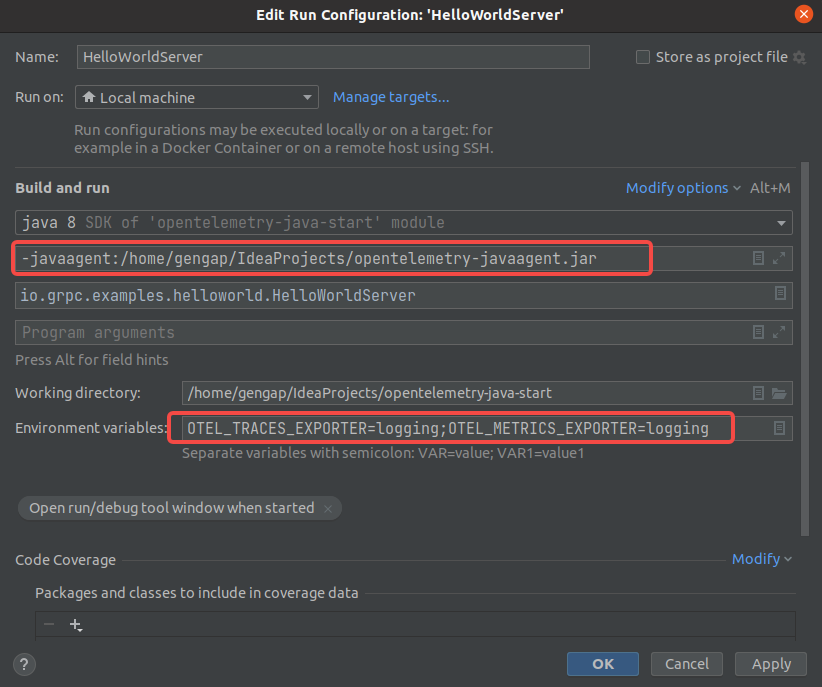 Edit Run Configuration: 'HelloWorldServer'
Name: HelloWorldServer Store as project file
Run on: Local machine Manage targets...
Run configurations may be executed locally or on a target: for
example in a Docker Container or on a remote host using SSH.
Build and run Modify options Alt+M
java 8 SDK of 'opentelemetry-java-start' module
-javaagent:/home/gengap/IdeaProjects/opentelemetry-javaagent.jar
io.grpc.examples.helloworld.HelloWorldServer
Program arguments
Press Alt for field hints
Working directory: /home/gengap/IdeaProjects/opentelemetry-java-start
Environment variables: OTEL_TRACES_EXPORTER=logging;OTEL_METRICS_EXPORTER=logging
Separate variables with semicolon: VAR=value; VAR1=value1
Open run/debug tool window when started ×
Code Coverage Modify
Packages and classes to include in coverage data
? OK Cancel Apply